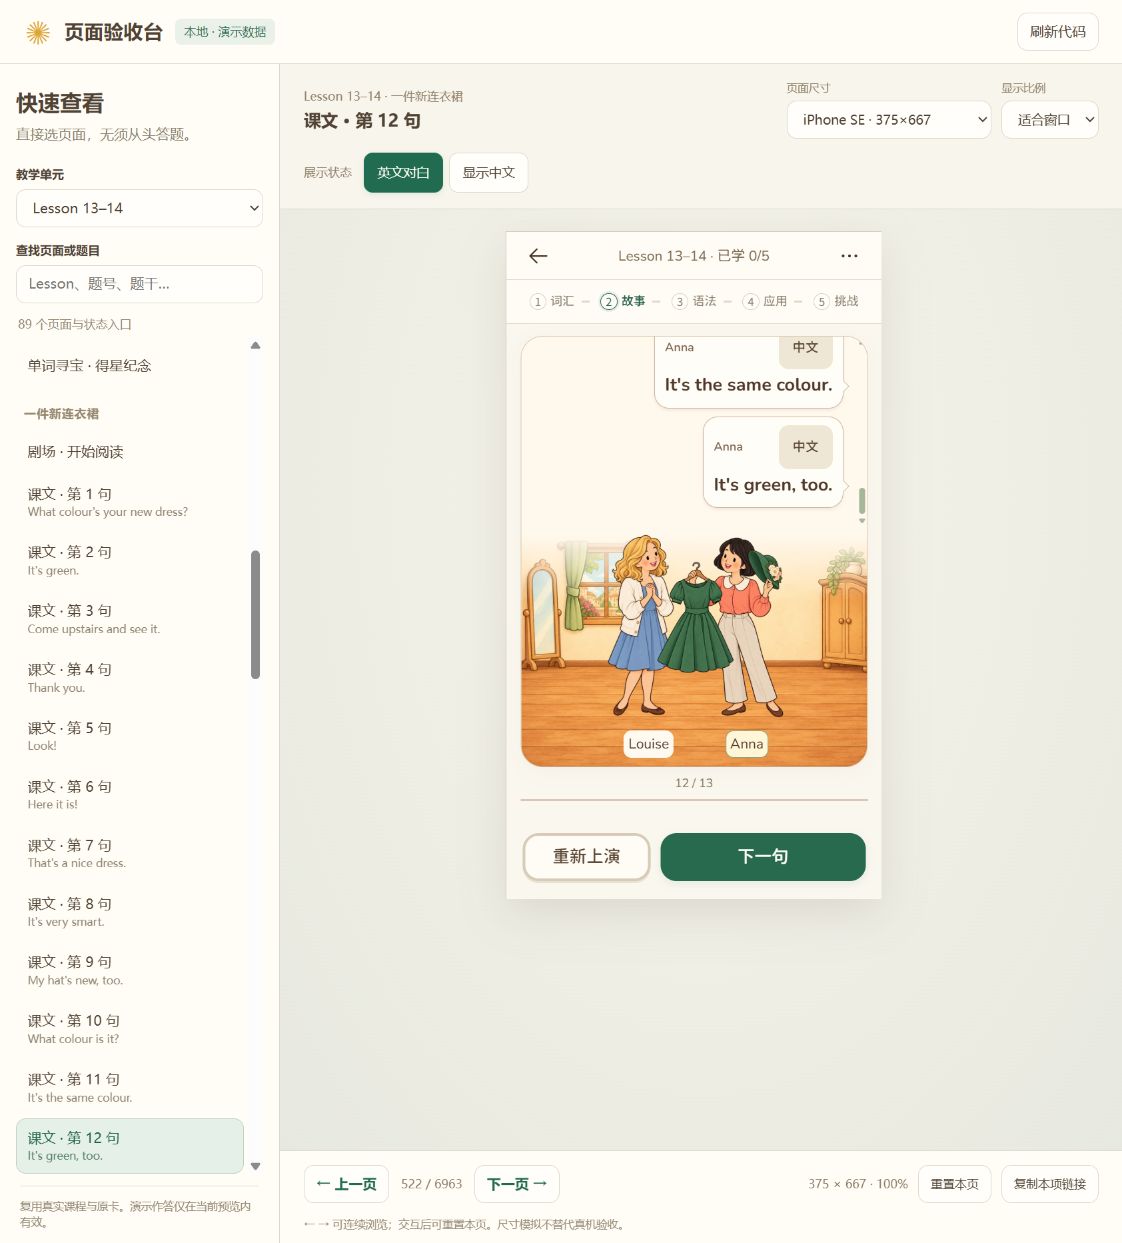 页面验收台
本地 · 演示数据
刷新代码
快速查看
直接选页面，无须从头答题。
教学单元
Lesson 13–14
查找页面或题目
Lesson、题号、题干...
89 个页面与状态入口
单词寻宝 · 得星纪念
一件新连衣裙
剧场 · 开始阅读
课文 · 第 1 句
What colour's your new dress?
课文 · 第 2 句
It's green.
课文 · 第 3 句
Come upstairs and see it.
课文 · 第 4 句
Thank you.
课文 · 第 5 句
Look!
课文 · 第 6 句
Here it is!
课文 · 第 7 句
That's a nice dress.
课文 · 第 8 句
It's very smart.
课文 · 第 9 句
My hat's new, too.
课文 · 第 10 句
What colour is it?
课文 · 第 11 句
It's the same colour.
课文 · 第 12 句
It's green, too.
复用真实课程与原卡。演示作答仅在当前预览内
有效。
Lesson 13–14 · 一件新连衣裙
课文 · 第 12 句
页面尺寸
iPhone SE · 375×667
显示比例
适合窗口
展示状态
英文对白
显示中文
Lesson 13–14 · 已学 0/5
1 词汇 2 故事 3 语法 4 应用 5 挑战
Anna 中文
It's the same colour.
Anna 中文
It's green, too.
Louise
Anna
12 / 13
重新上演
下一句
← 上一页
522 / 6963
下一页 →
375 × 667 · 100%
重置本页
复制本项链接
← → 可连续浏览；交互后可重置本页。尺寸模拟不替代真机验收。